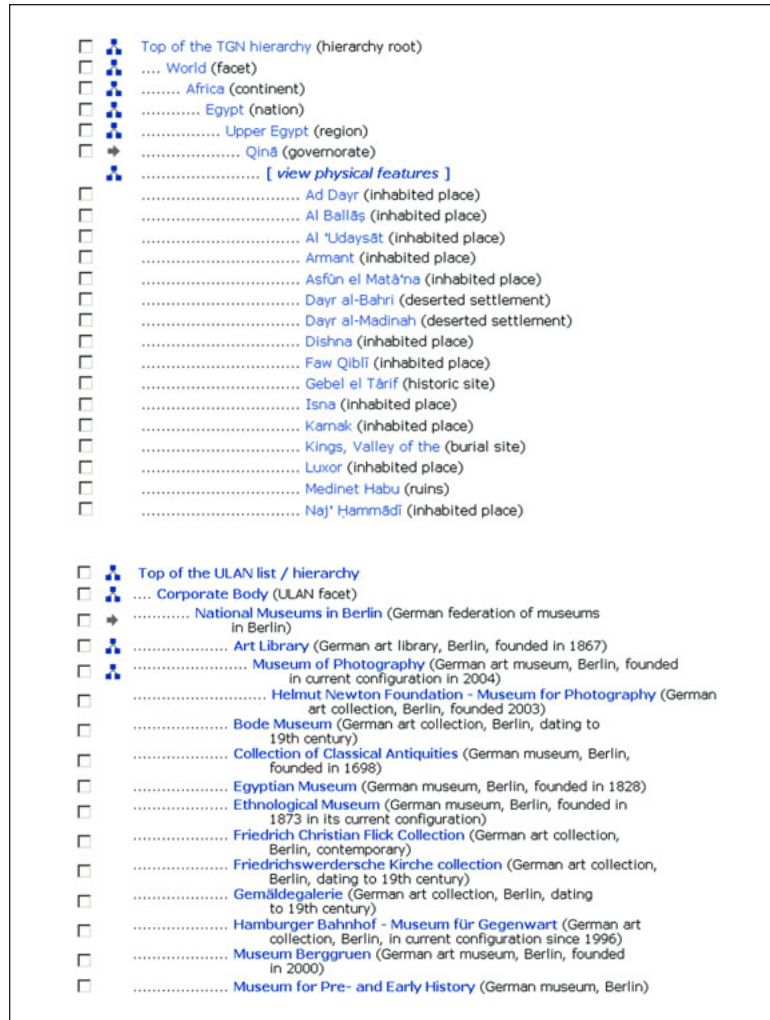 Top of the TGN hierarchy (hierarchy root)
.... World (facet)
........ Africa (continent)
............ Egypt (nation)
................ Upper Egypt (region)
.................... Qinā (governorate)
........................ [ view physical features ]
................................ Ad Dayr (inhabited place)
................................ Al Ballāş (inhabited place)
................................ Al ‘Udaysāt (inhabited place)
................................ Armant (inhabited place)
................................ Asfûn el Matâ‘na (inhabited place)
................................ Dayr al-Bahri (deserted settlement)
................................ Dayr al-Madinah (deserted settlement)
................................ Dishna (inhabited place)
................................ Faw Qiblī (inhabited place)
................................ Gebel el Târif (historic site)
................................ Isna (inhabited place)
................................ Karnak (inhabited place)
................................ Kings, Valley of the (burial site)
................................ Luxor (inhabited place)
................................ Medinet Habu (ruins)
................................ Naj‘ Ḩammādī (inhabited place)
Top of the ULAN list / hierarchy
.... Corporate Body (ULAN facet)
............ National Museums in Berlin (German federation of museums
in Berlin)
.................... Art Library (German art library, Berlin, founded in 1867)
........................ Museum of Photography (German art museum, Berlin, founded
in current configuration in 2004)
............................ Helmut Newton Foundation - Museum for Photography (German
art collection, Berlin, founded 2003)
.................... Bode Museum (German art collection, Berlin, dating to
19th century)
.................... Collection of Classical Antiquities (German museum, Berlin,
founded in 1698)
.................... Egyptian Museum (German museum, Berlin, founded in 1828)
.................... Ethnological Museum (German museum, Berlin, founded in
1873 in its current configuration)
.................... Friedrich Christian Flick Collection (German art collection,
Berlin, contemporary)
.................... Friedrichswerdersche Kirche collection (German art collection,
Berlin, dating to 19th century)
.................... Gemäldegalerie (German art collection, Berlin, dating
to 19th century)
.................... Hamburger Bahnhof - Museum für Gegenwart (German art
collection, Berlin, in current configuration since 1996)
.................... Museum Berggruen (German art museum, Berlin, founded
in 2000)
.................... Museum for Pre- and Early History (German museum, Berlin)